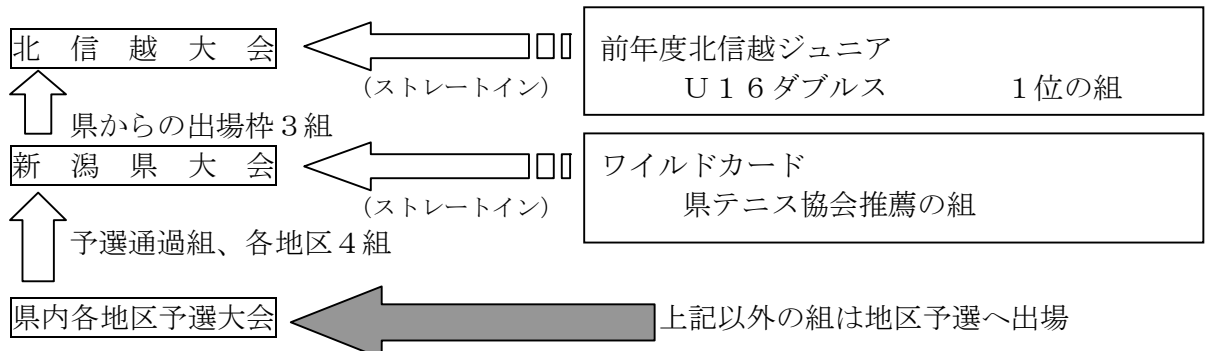 北 信 越 大 会
(ストレートイン)
前年度北信越ジュニア
U16ダブルス 1位の組
県からの出場枠3組
新 潟 県 大 会
(ストレートイン)
ワイルドカード
県テニス協会推薦の組
予選通過組、各地区4組
県内各地区予選大会
上記以外の組は地区予選へ出場